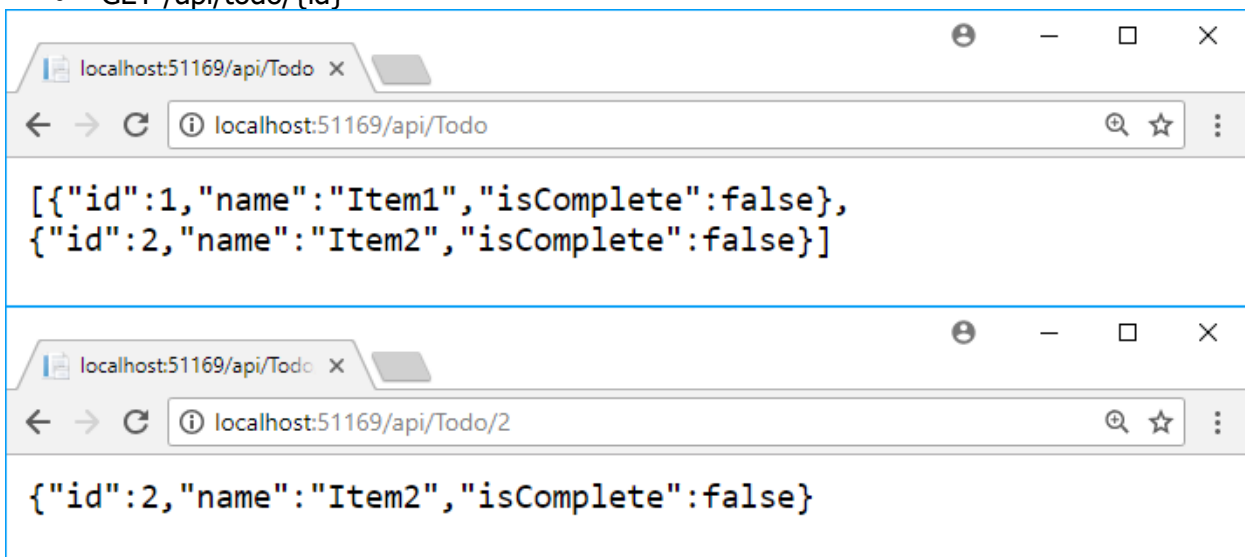 GET /api/todo/{id}
localhost:51169/api/Todo
localhost:51169/api/Todo
[{"id":1,"name":"Item1","isComplete":false},
{"id":2,"name":"Item2","isComplete":false}]
localhost:51169/api/Todo
localhost:51169/api/Todo/2
{"id":2,"name":"Item2","isComplete":false}